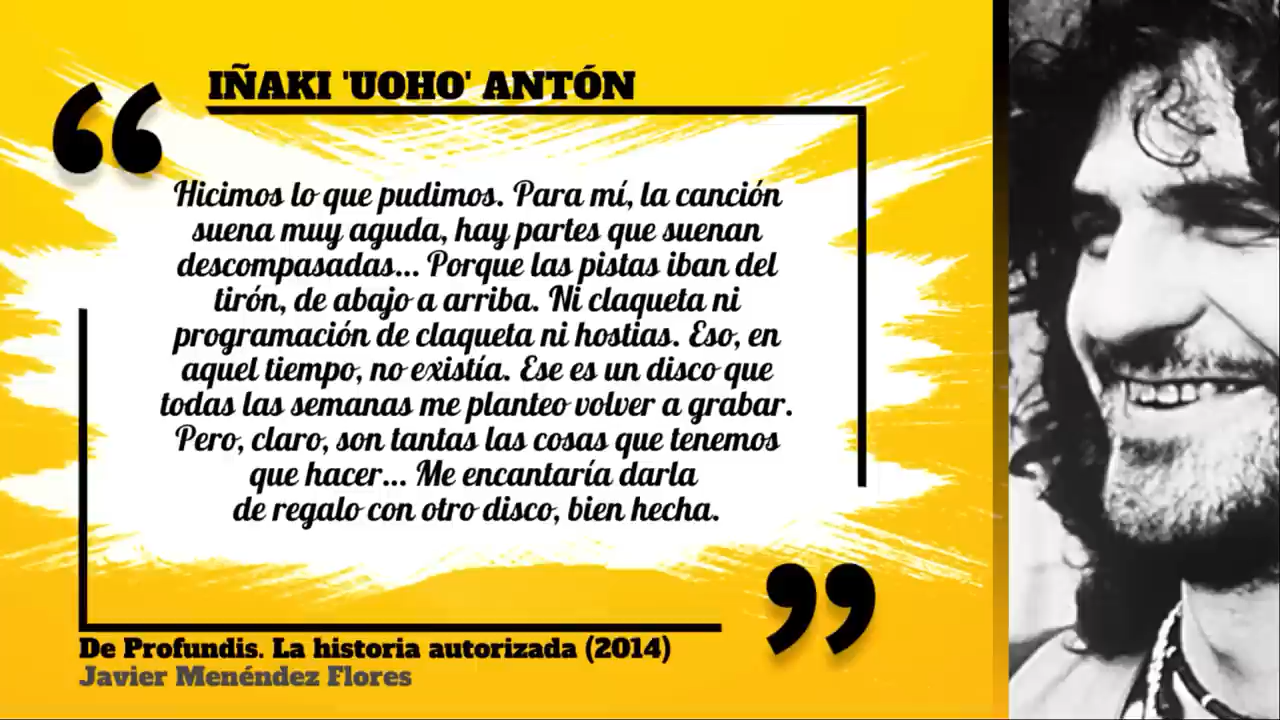 IÑAKI 'UOHO' ANTÓN
“
Hicimos lo que pudimos. Para mí, la canción
suena muy aguda, hay partes que suenan
descompasadas... Porque las pistas iban del
tirón, de abajo a arriba. Ni claqueta ni
programación de claqueta ni hostias. Eso, en
aquel tiempo, no existía. Ese es un disco que
todas las semanas me planteo volver a grabar.
Pero, claro, son tantas las cosas que tenemos
que hacer... Me encantaría darla
de regalo con otro disco, bien hecha.
”
De Profundis. La historia autorizada (2014)
Javier Menéndez Flores